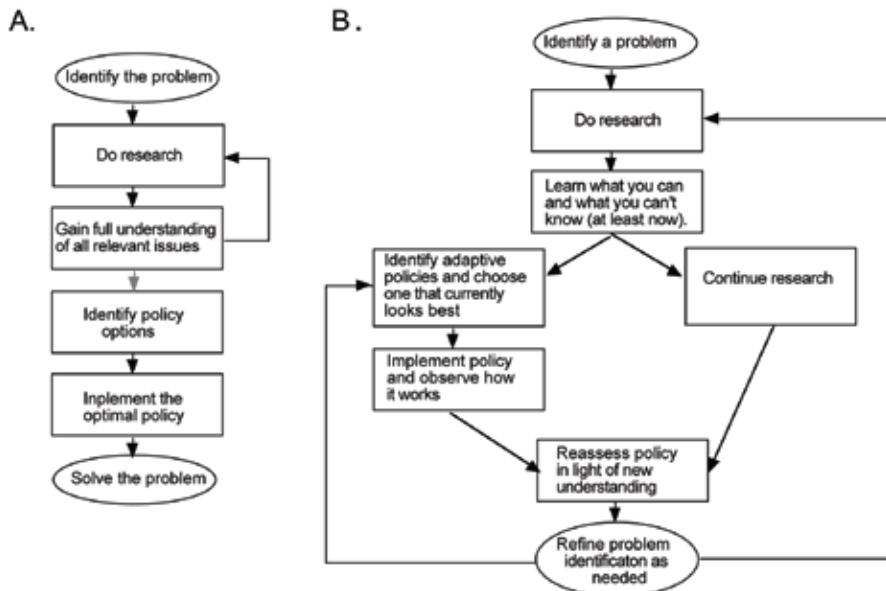 A.
Identify the problem
Do research
Gain full understanding
of all relevant issues
Identify policy
options
Inplement the
optimal policy
Solve the problem
B.
Identify a problem
Do research
Learn what you can
and what you can't
know (at least now).
Identify adaptive
policies and choose
one that currently
looks best
Continue research
Implement policy
and observe how
it works
Reassess policy
in light of new
understanding
Refine problem
identificaton as
needed